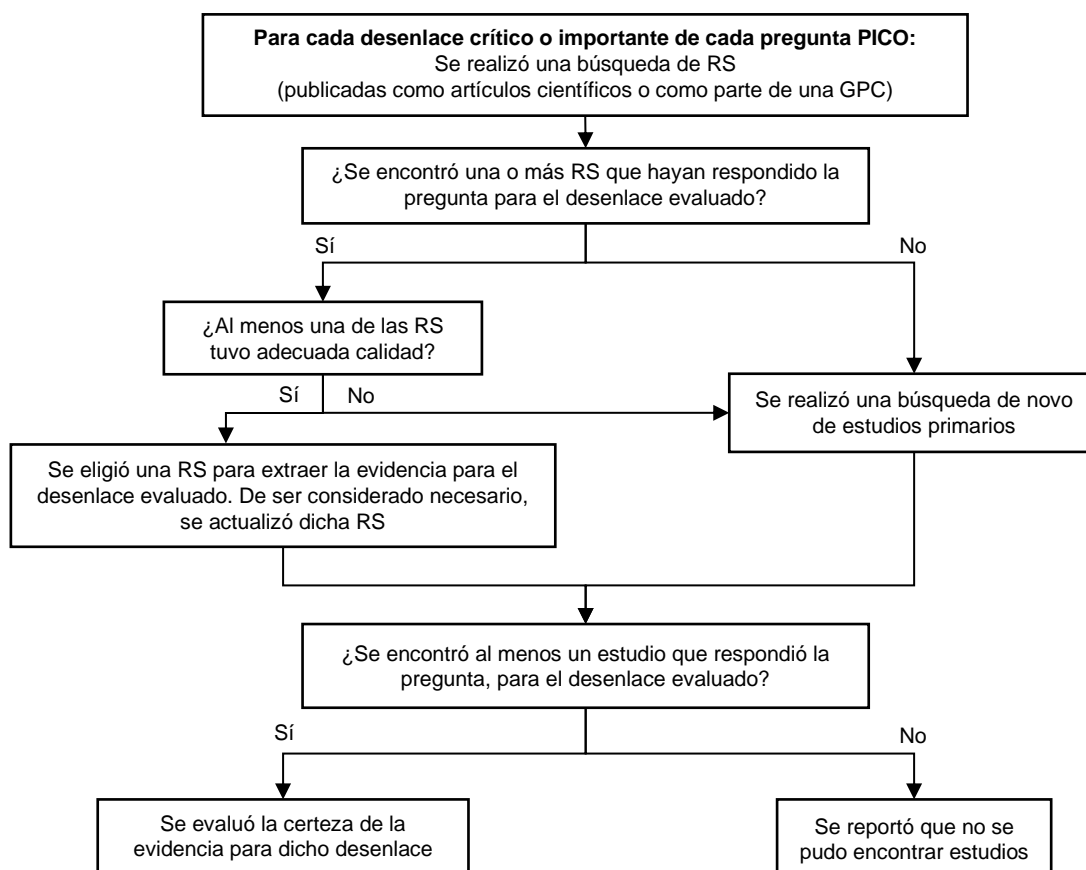 Para cada desenlace crítico o importante de cada pregunta PICO:
Se realizó una búsqueda de RS
(publicadas como artículos científicos o como parte de una GPC)
¿Se encontró una o más RS que hayan respondido la
pregunta para el desenlace evaluado?
Sí
No
¿Al menos una de las RS
tuvo adecuada calidad?
Sí
No
Se realizó una búsqueda de novo
de estudios primarios
Se eligió una RS para extraer la evidencia para el
desenlace evaluado. De ser considerado necesario,
se actualizó dicha RS
¿Se encontró al menos un estudio que respondió la
pregunta, para el desenlace evaluado?
Sí
No
Se evaluó la certeza de la
evidencia para dicho desenlace
Se reportó que no se
pudo encontrar estudios